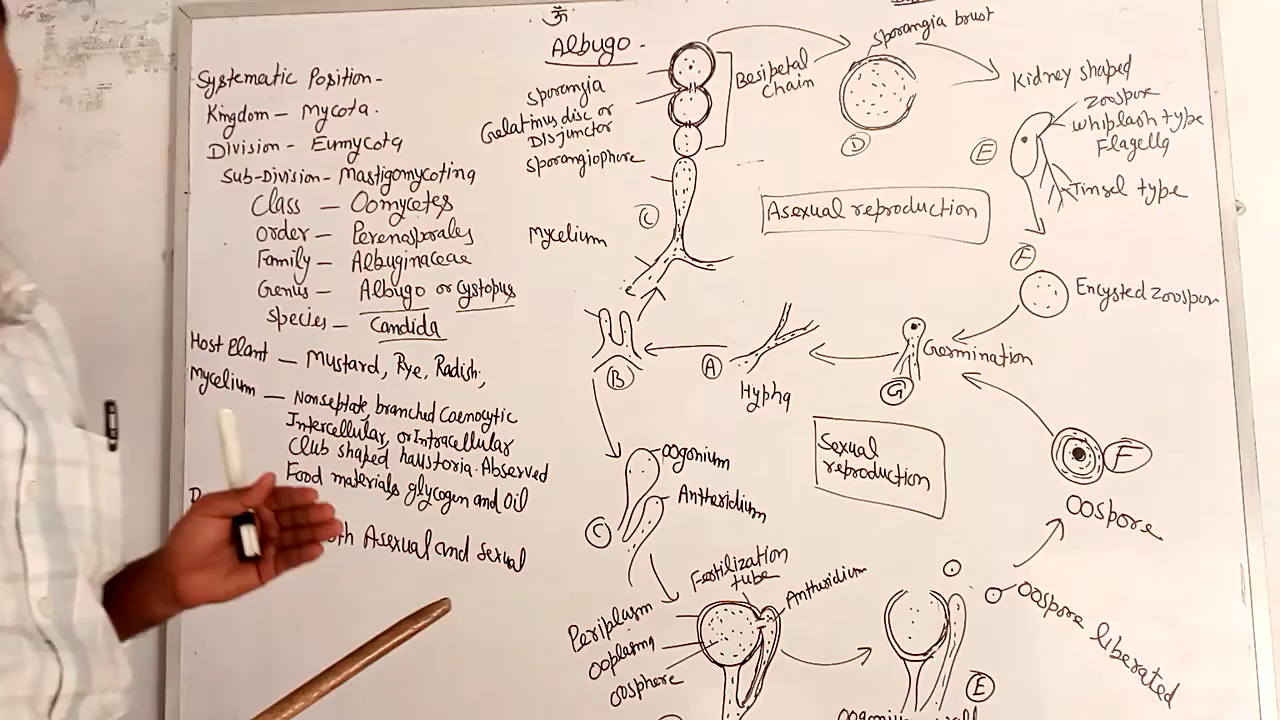 ॐ
Albugo -
Systematic Position -
Kingdom - Mycota.
Division - Eumycota
Sub-Division - Mastigomycotina
Class - Oomycetes
Order - Perenosporales
Family - Albuginaceae
Genus - Albugo or Cystopus
Species - Candida
Host Plant - Mustard, Rye, Radish,
Mycelium - Nonseptate, branched Coenocytic
Intercellular, or Intracellular
Club shaped haustoria. Observed
Food materials glycogen and oil
Asexual and Sexual
Sporangia
Gelatinus disc or
Disjunctor
Sporangiophore
Mycelium
C
Besipetal
chain
Sporangia brust
D
Kidney shaped
Zoospore
Whiplash type
Flagella
Tinsel type
E
Asexual reproduction
F
Encysted zoospore
Germination
G
Hypha
A
B
Sexual
reproduction
F
Oospore
Oogonium
Antheridium
C
Fertilization
tube
Antheridium
Periplasm
Ooplasm
Oosphere
Oospore liberated
E